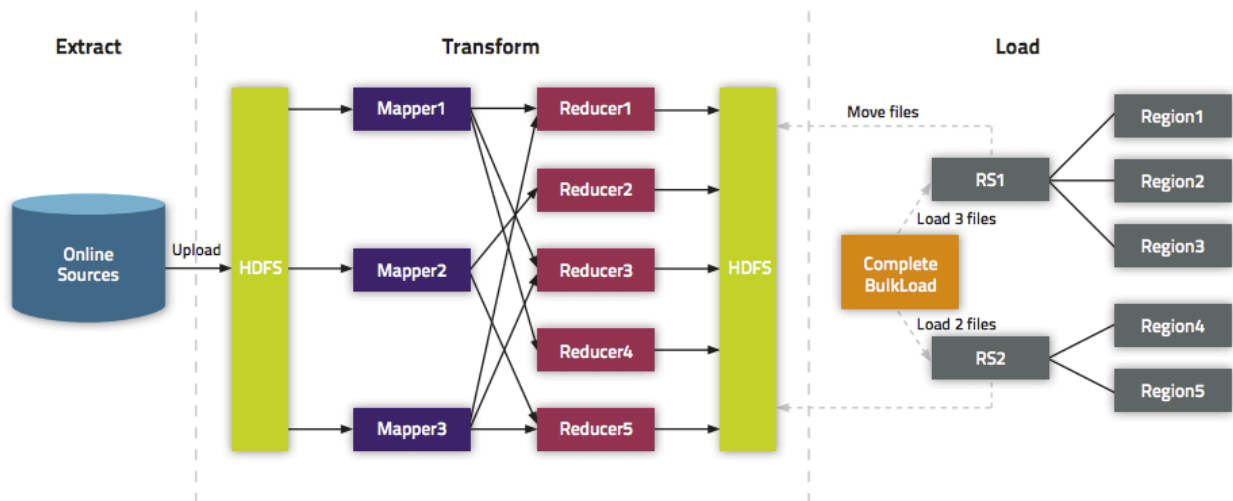 Extract
Transform
Load
Online
Sources
Upload
HDFS
Mapper1
Mapper2
Mapper3
Reducer1
Reducer2
Reducer3
Reducer4
Reducer5
HDFS
Move files
RS1
Load 3 files
Complete
BulkLoad
Load 2 files
RS2
Region1
Region2
Region3
Region4
Region5